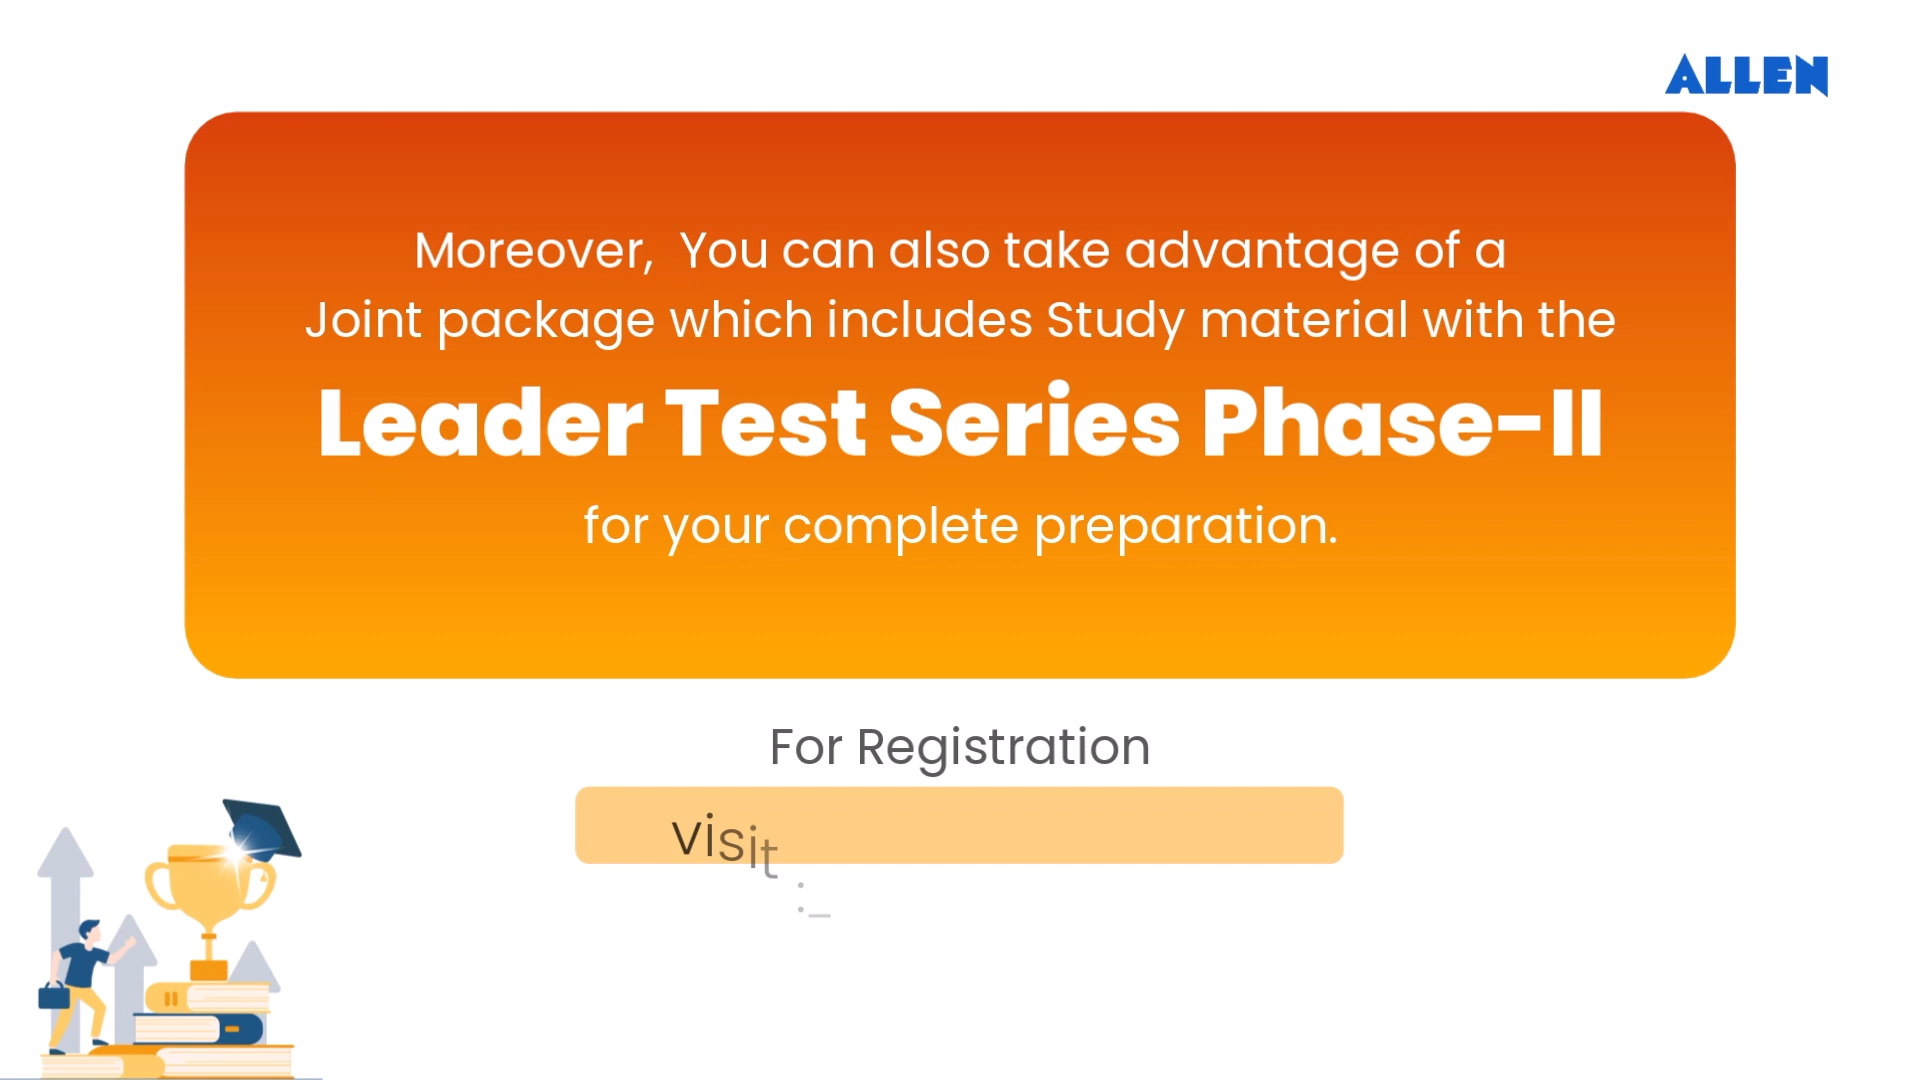 ALLEN
Moreover, You can also take advantage of a
Joint package which includes Study material with the
Leader Test Series Phase-II
for your complete preparation.
For Registration
visit :_